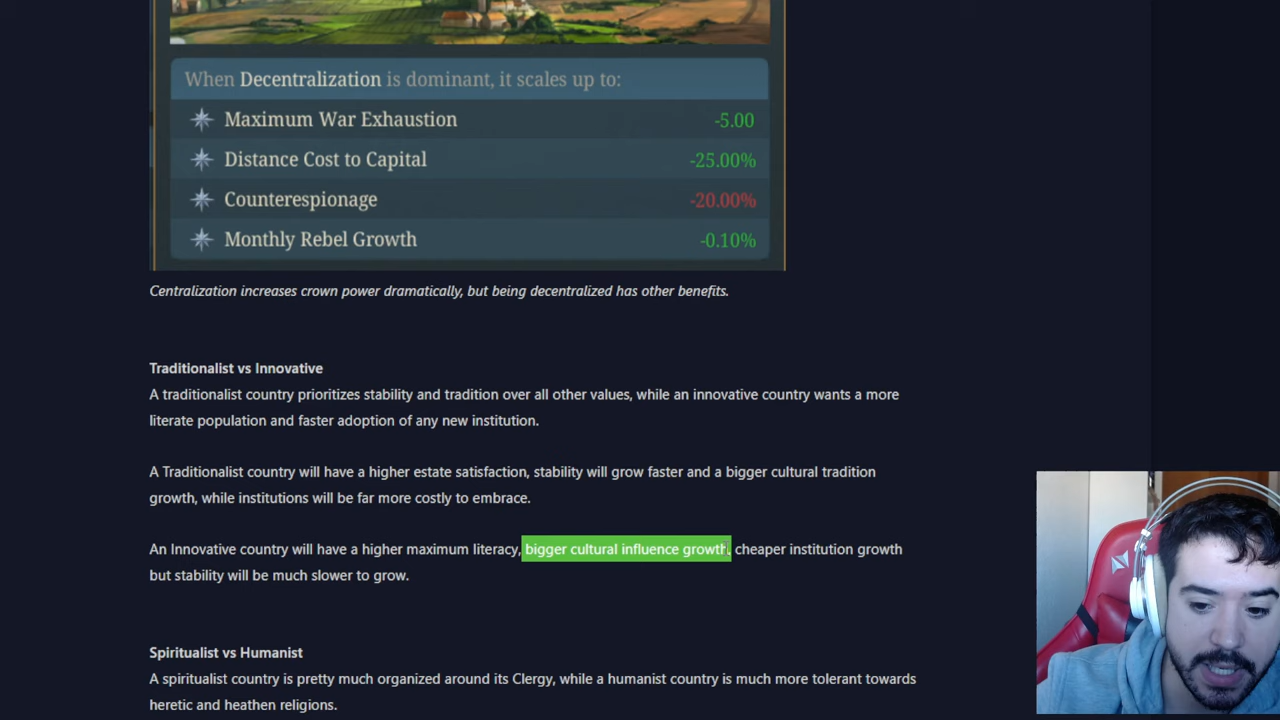 When Decentralization is dominant, it scales up to:
Maximum War Exhaustion -5.00
Distance Cost to Capital -25.00%
Counterespionage -20.00%
Monthly Rebel Growth -0.10%
Centralization increases crown power dramatically, but being decentralized has other benefits.
Traditionalist vs Innovative
A traditionalist country prioritizes stability and tradition over all other values, while an innovative country wants a more
literate population and faster adoption of any new institution.
A Traditionalist country will have a higher estate satisfaction, stability will grow faster and a bigger cultural tradition
growth, while institutions will be far more costly to embrace.
An Innovative country will have a higher maximum literacy, bigger cultural influence growth, cheaper institution growth
but stability will be much slower to grow.
Spiritualist vs Humanist
A spiritualist country is pretty much organized around its Clergy, while a humanist country is much more tolerant towards
heretic and heathen religions.